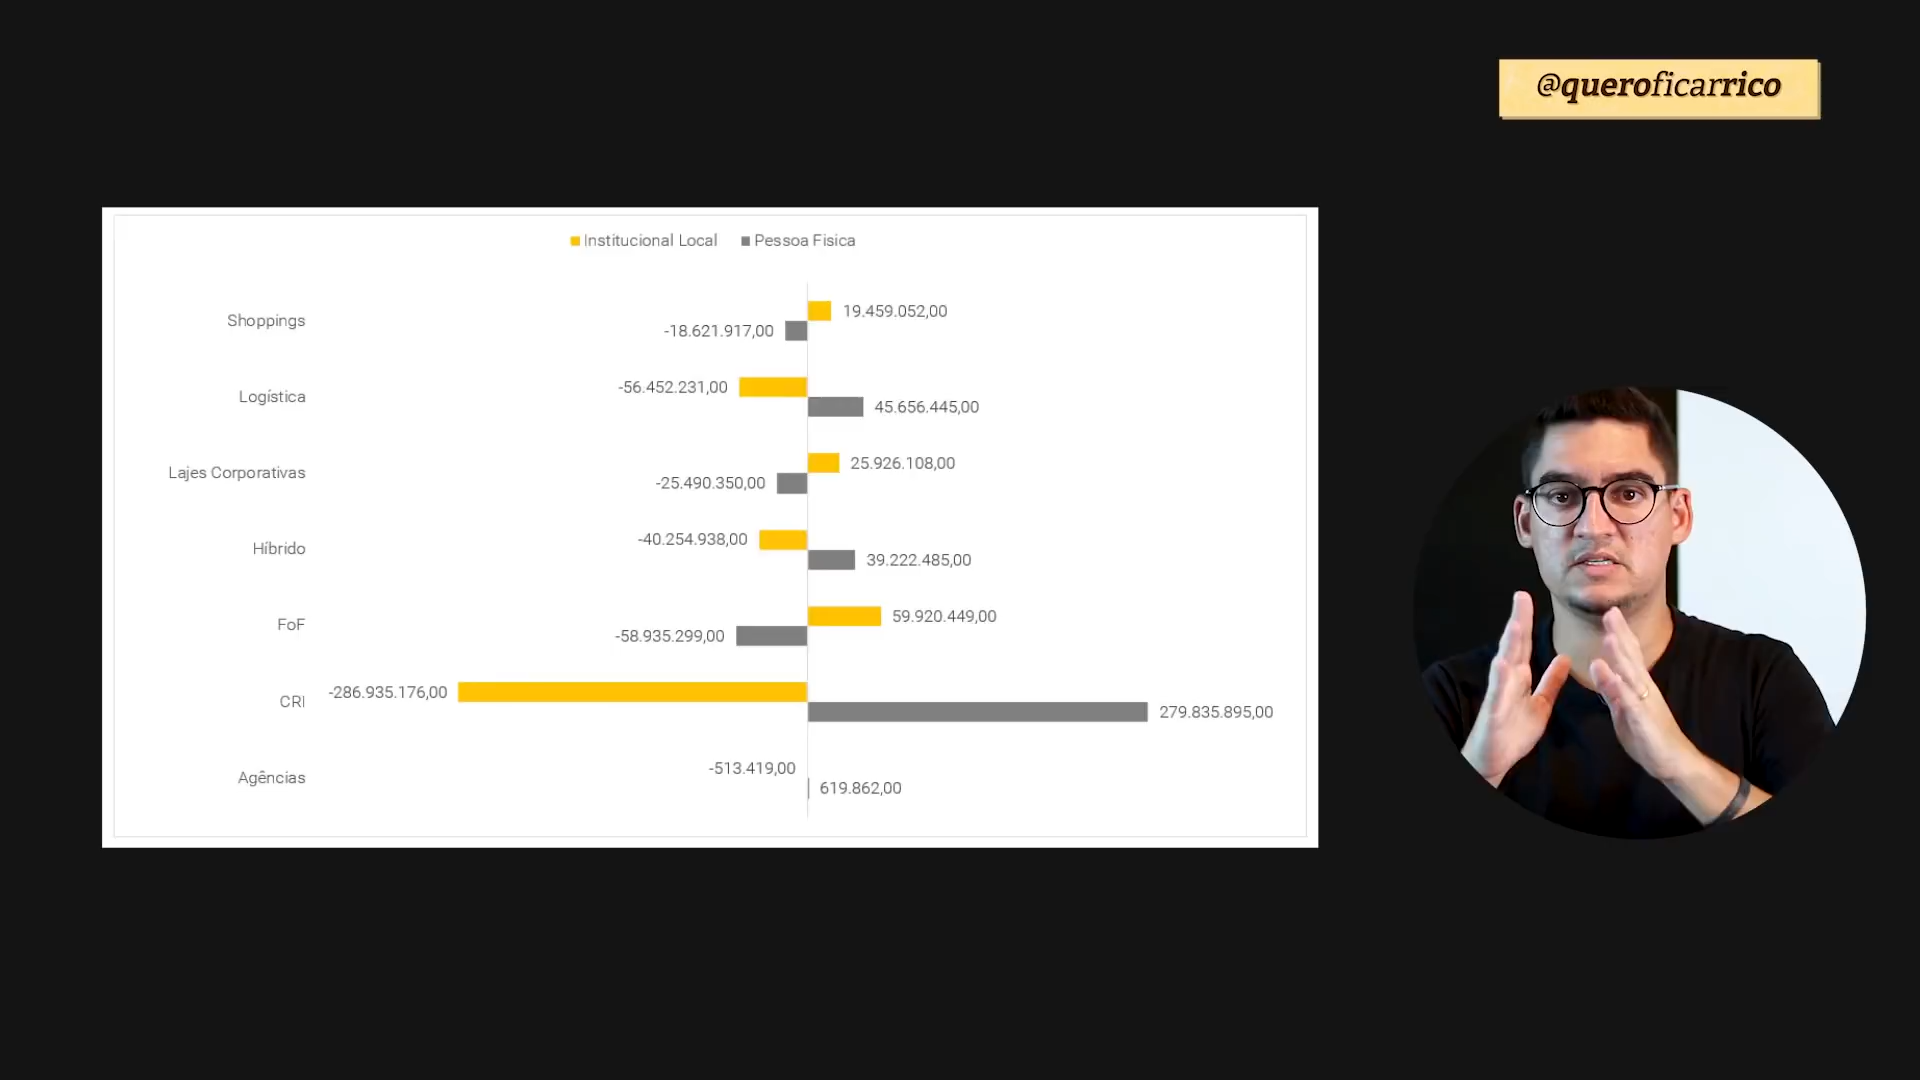 @queroficarrico
Institucional Local Pessoa Fisica
Shoppings
19.459.052,00
-18.621.917,00
Logística
-56.452.231,00
45.656.445,00
Lajes Corporativas
25.926.108,00
-25.490.350,00
Híbrido
-40.254.938,00
39.222.485,00
FoF
59.920.449,00
-58.935.299,00
CRI
-286.935.176,00
279.835.895,00
Agências
-513.419,00
619.862,00